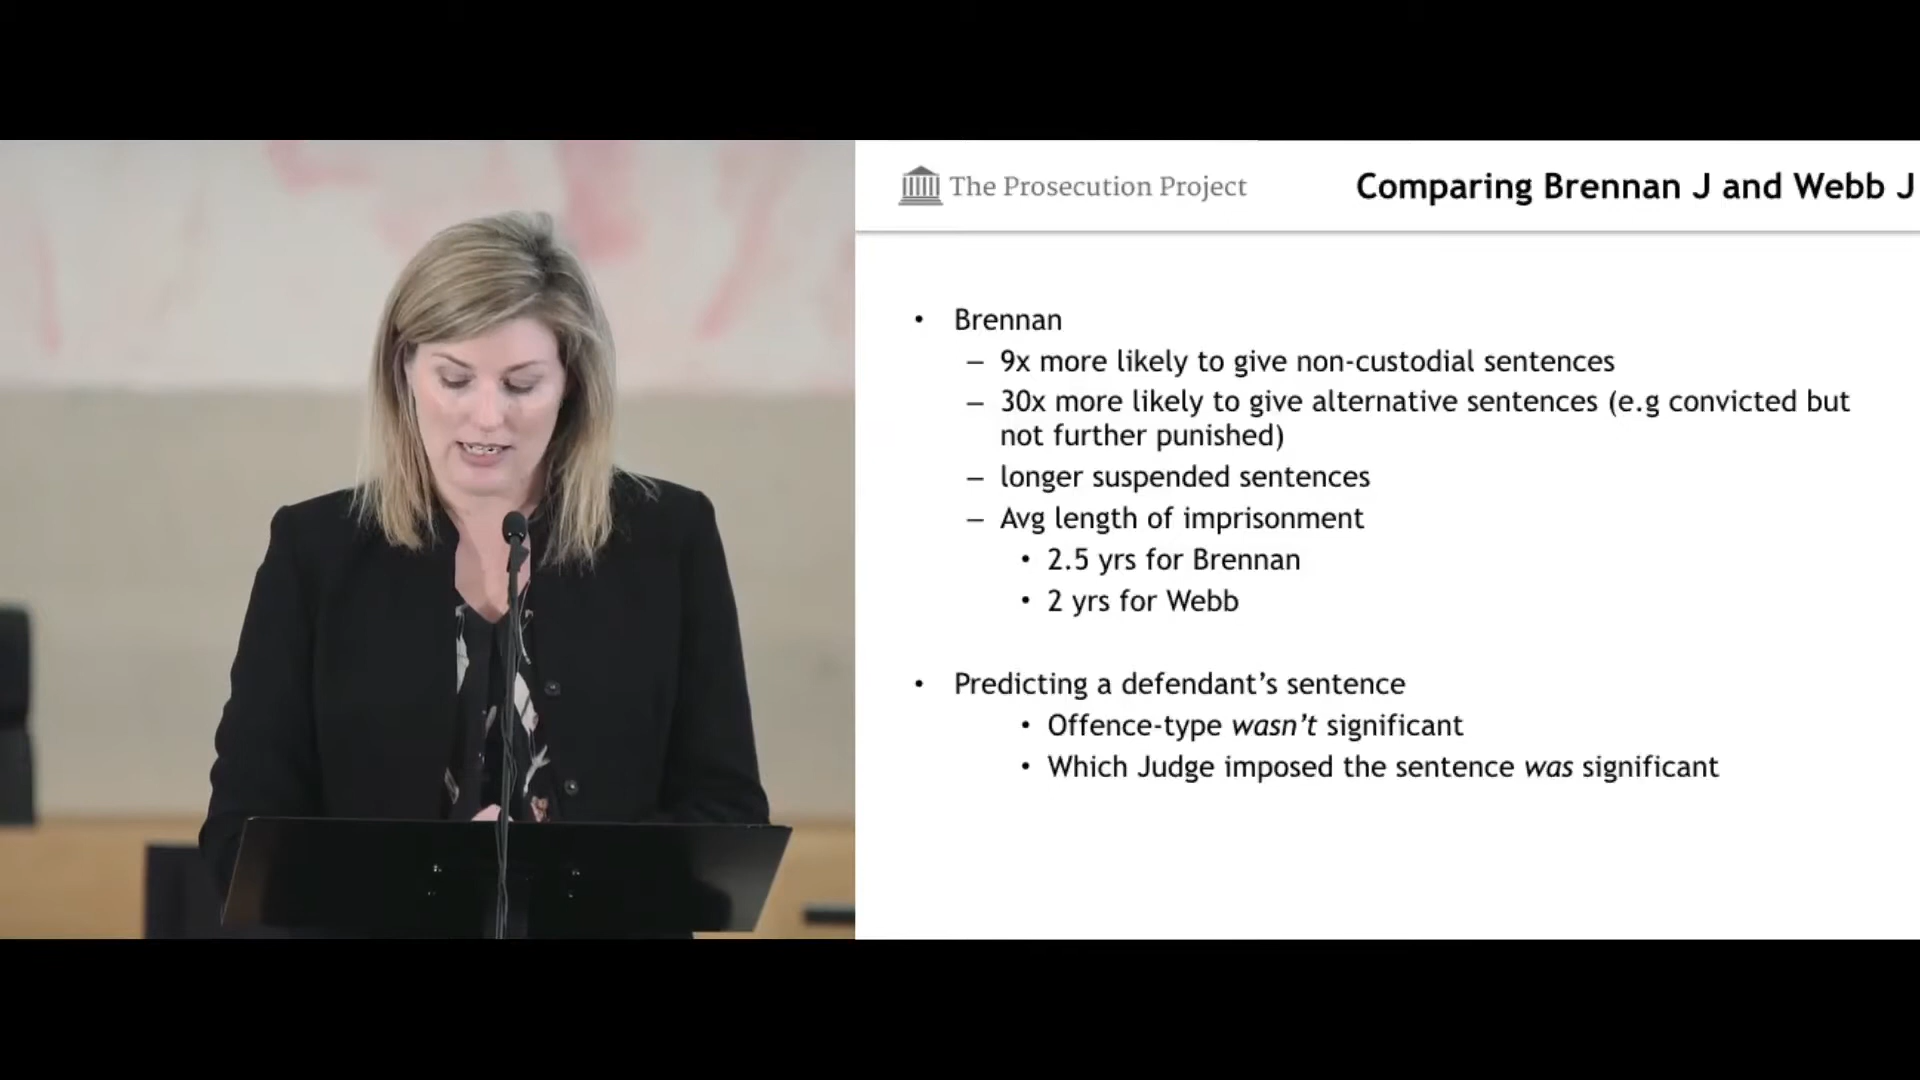 The Prosecution Project
Comparing Brennan J and Webb J
• Brennan
– 9x more likely to give non-custodial sentences
– 30x more likely to give alternative sentences (e.g convicted but
not further punished)
– longer suspended sentences
– Avg length of imprisonment
• 2.5 yrs for Brennan
• 2 yrs for Webb
• Predicting a defendant’s sentence
• Offence-type wasn’t significant
• Which Judge imposed the sentence was significant